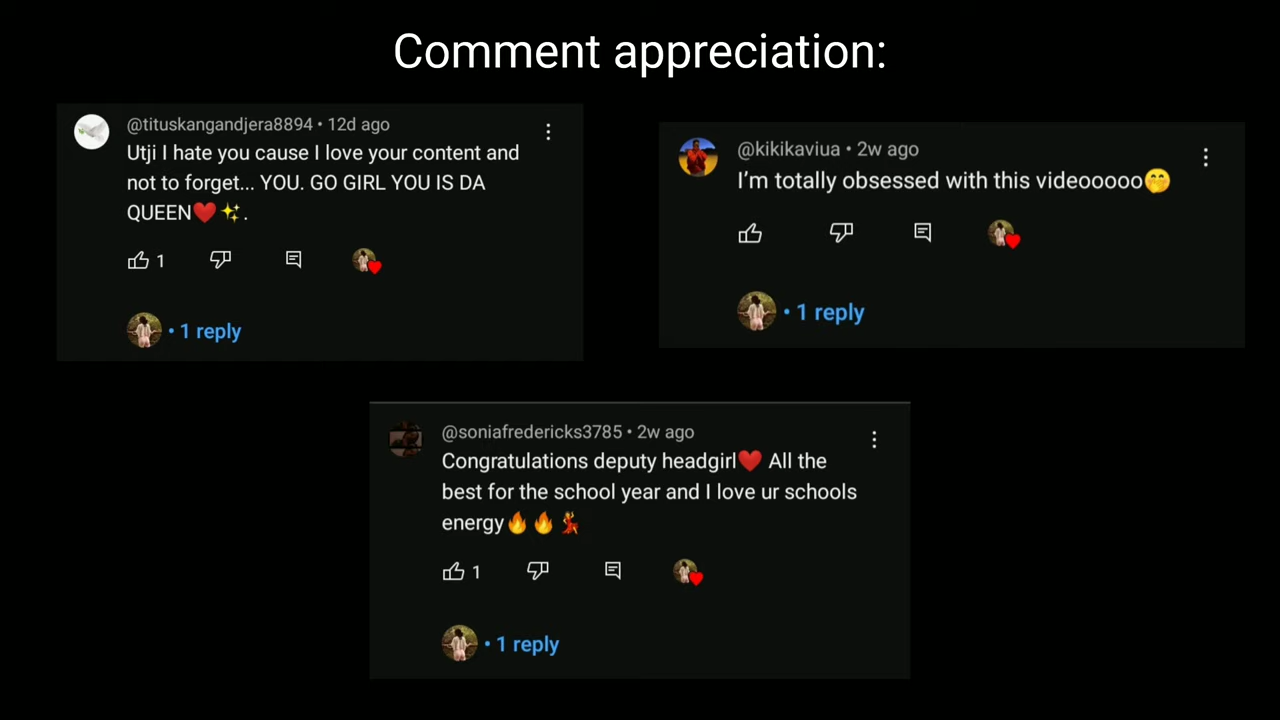 Comment appreciation:
@tituskangandjera8894 • 12d ago
Utji I hate you cause I love your content and
not to forget... YOU. GO GIRL YOU IS DA
QUEEN❤️✨.
1
• 1 reply
@kikikaviua • 2w ago
I'm totally obsessed with this videooooo🤭
• 1 reply
@soniafredericks3785 • 2w ago
Congratulations deputy headgirl❤️ All the
best for the school year and I love ur schools
energy🔥🔥💃
1
• 1 reply